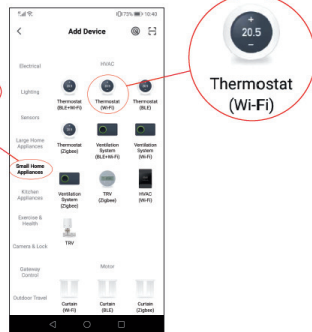 73% 10:40
Add Device
Electrical
HVAC
Lighting
Thermostat
(BLE+Wi-Fi)
Thermostat
(Wi-Fi)
Thermostat
(BLE)
Sensors
Large Home
Appliances
Thermostat
(Zigbee)
Ventilation
System
(BLE+Wi-Fi)
Ventilation
System
(Wi-Fi)
Small Home
Appliances
Kitchen
Appliances
Ventilation
System
(Zigbee)
TRV
(Zigbee)
HVAC
(Wi-Fi)
Exercise &
Health
TRV
Camera & Lock
Gateway
Control
Motor
Outdoor Travel
Curtain
(Wi-Fi)
Curtain
(BLE)
Curtain
(Zigbee)
+
20.5
−
Thermostat
(Wi-Fi)